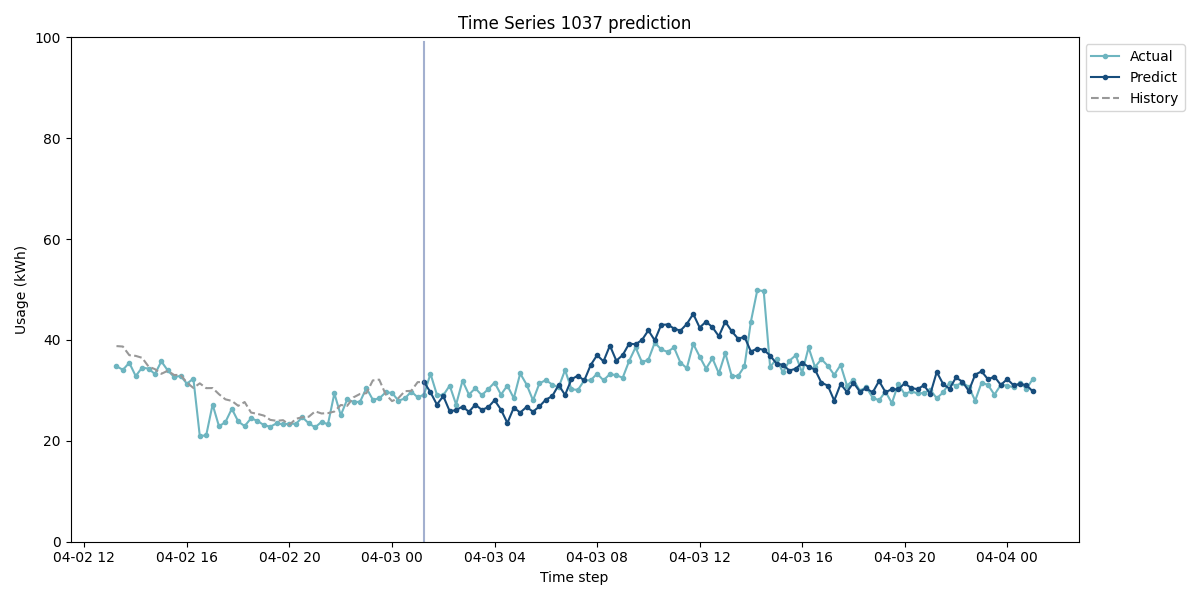 Time Series 1037 prediction
Usage (kWh)
100
80
60
40
20
0
04-02 12
04-02 16
04-02 20
04-03 00
04-03 04
04-03 08
04-03 12
04-03 16
04-03 20
04-04 00
Time step
Actual
Predict
History